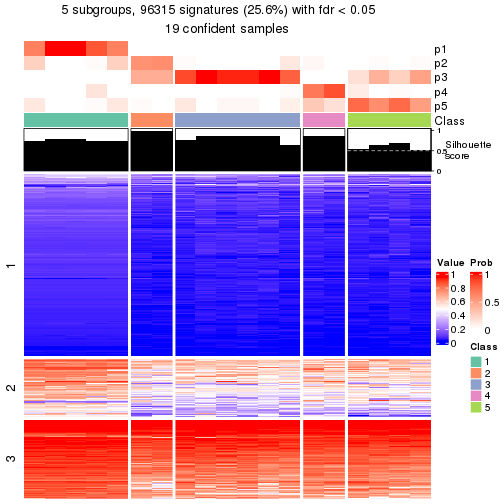 5 subgroups, 96315 signatures (25.6%) with fdr < 0.05
19 confident samples
p1
p2
p3
p4
p5
Class
1
0.5
0
Silhouette
score
1
2
3
Value
1
0.8
0.6
0.4
0.2
0
Prob
1
0.5
0
Class
1
2
3
4
5